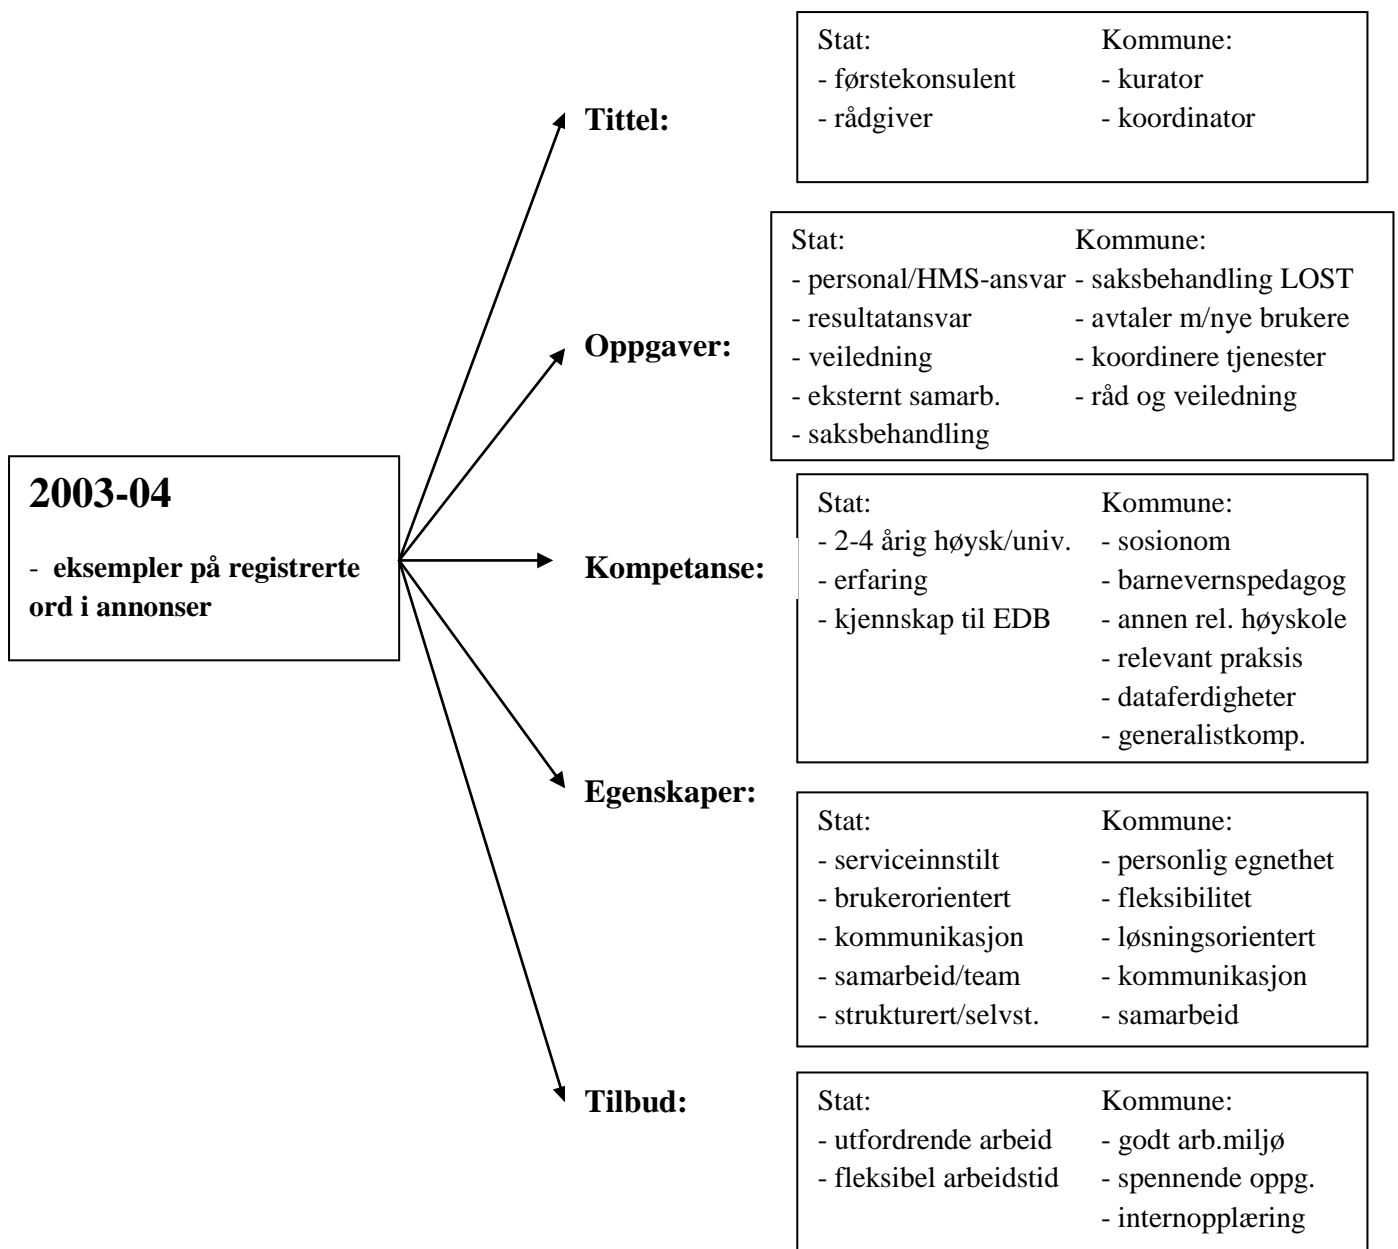 2003-04
- eksempler på registrerte
ord i annonser
Tittel:
Stat: Kommune:
- førstekonsulent - kurator
- rådgiver - koordinator
Oppgaver:
Stat: Kommune:
- personal/HMS-ansvar - saksbehandling LOST
- resultatansvar - avtaler m/nye brukere
- veiledning - koordinere tjenester
- eksternt samarb. - råd og veiledning
- saksbehandling
Kompetanse:
Stat: Kommune:
- 2-4 årig høysk/univ. - sosionom
- erfaring - barnevernspedagog
- kjennskap til EDB - annen rel. høyskole
- relevant praksis
- dataferdigheter
- generalistkomp.
Egenskaper:
Stat: Kommune:
- serviceinnstilt - personlig egnethet
- brukerorientert - fleksibilitet
- kommunikasjon - løsningsorientert
- samarbeid/team - kommunikasjon
- strukturert/selvst. - samarbeid
Tilbud:
Stat: Kommune:
- utfordrende arbeid - godt arb.miljø
- fleksibel arbeidstid - spennende oppg.
- internopplæring